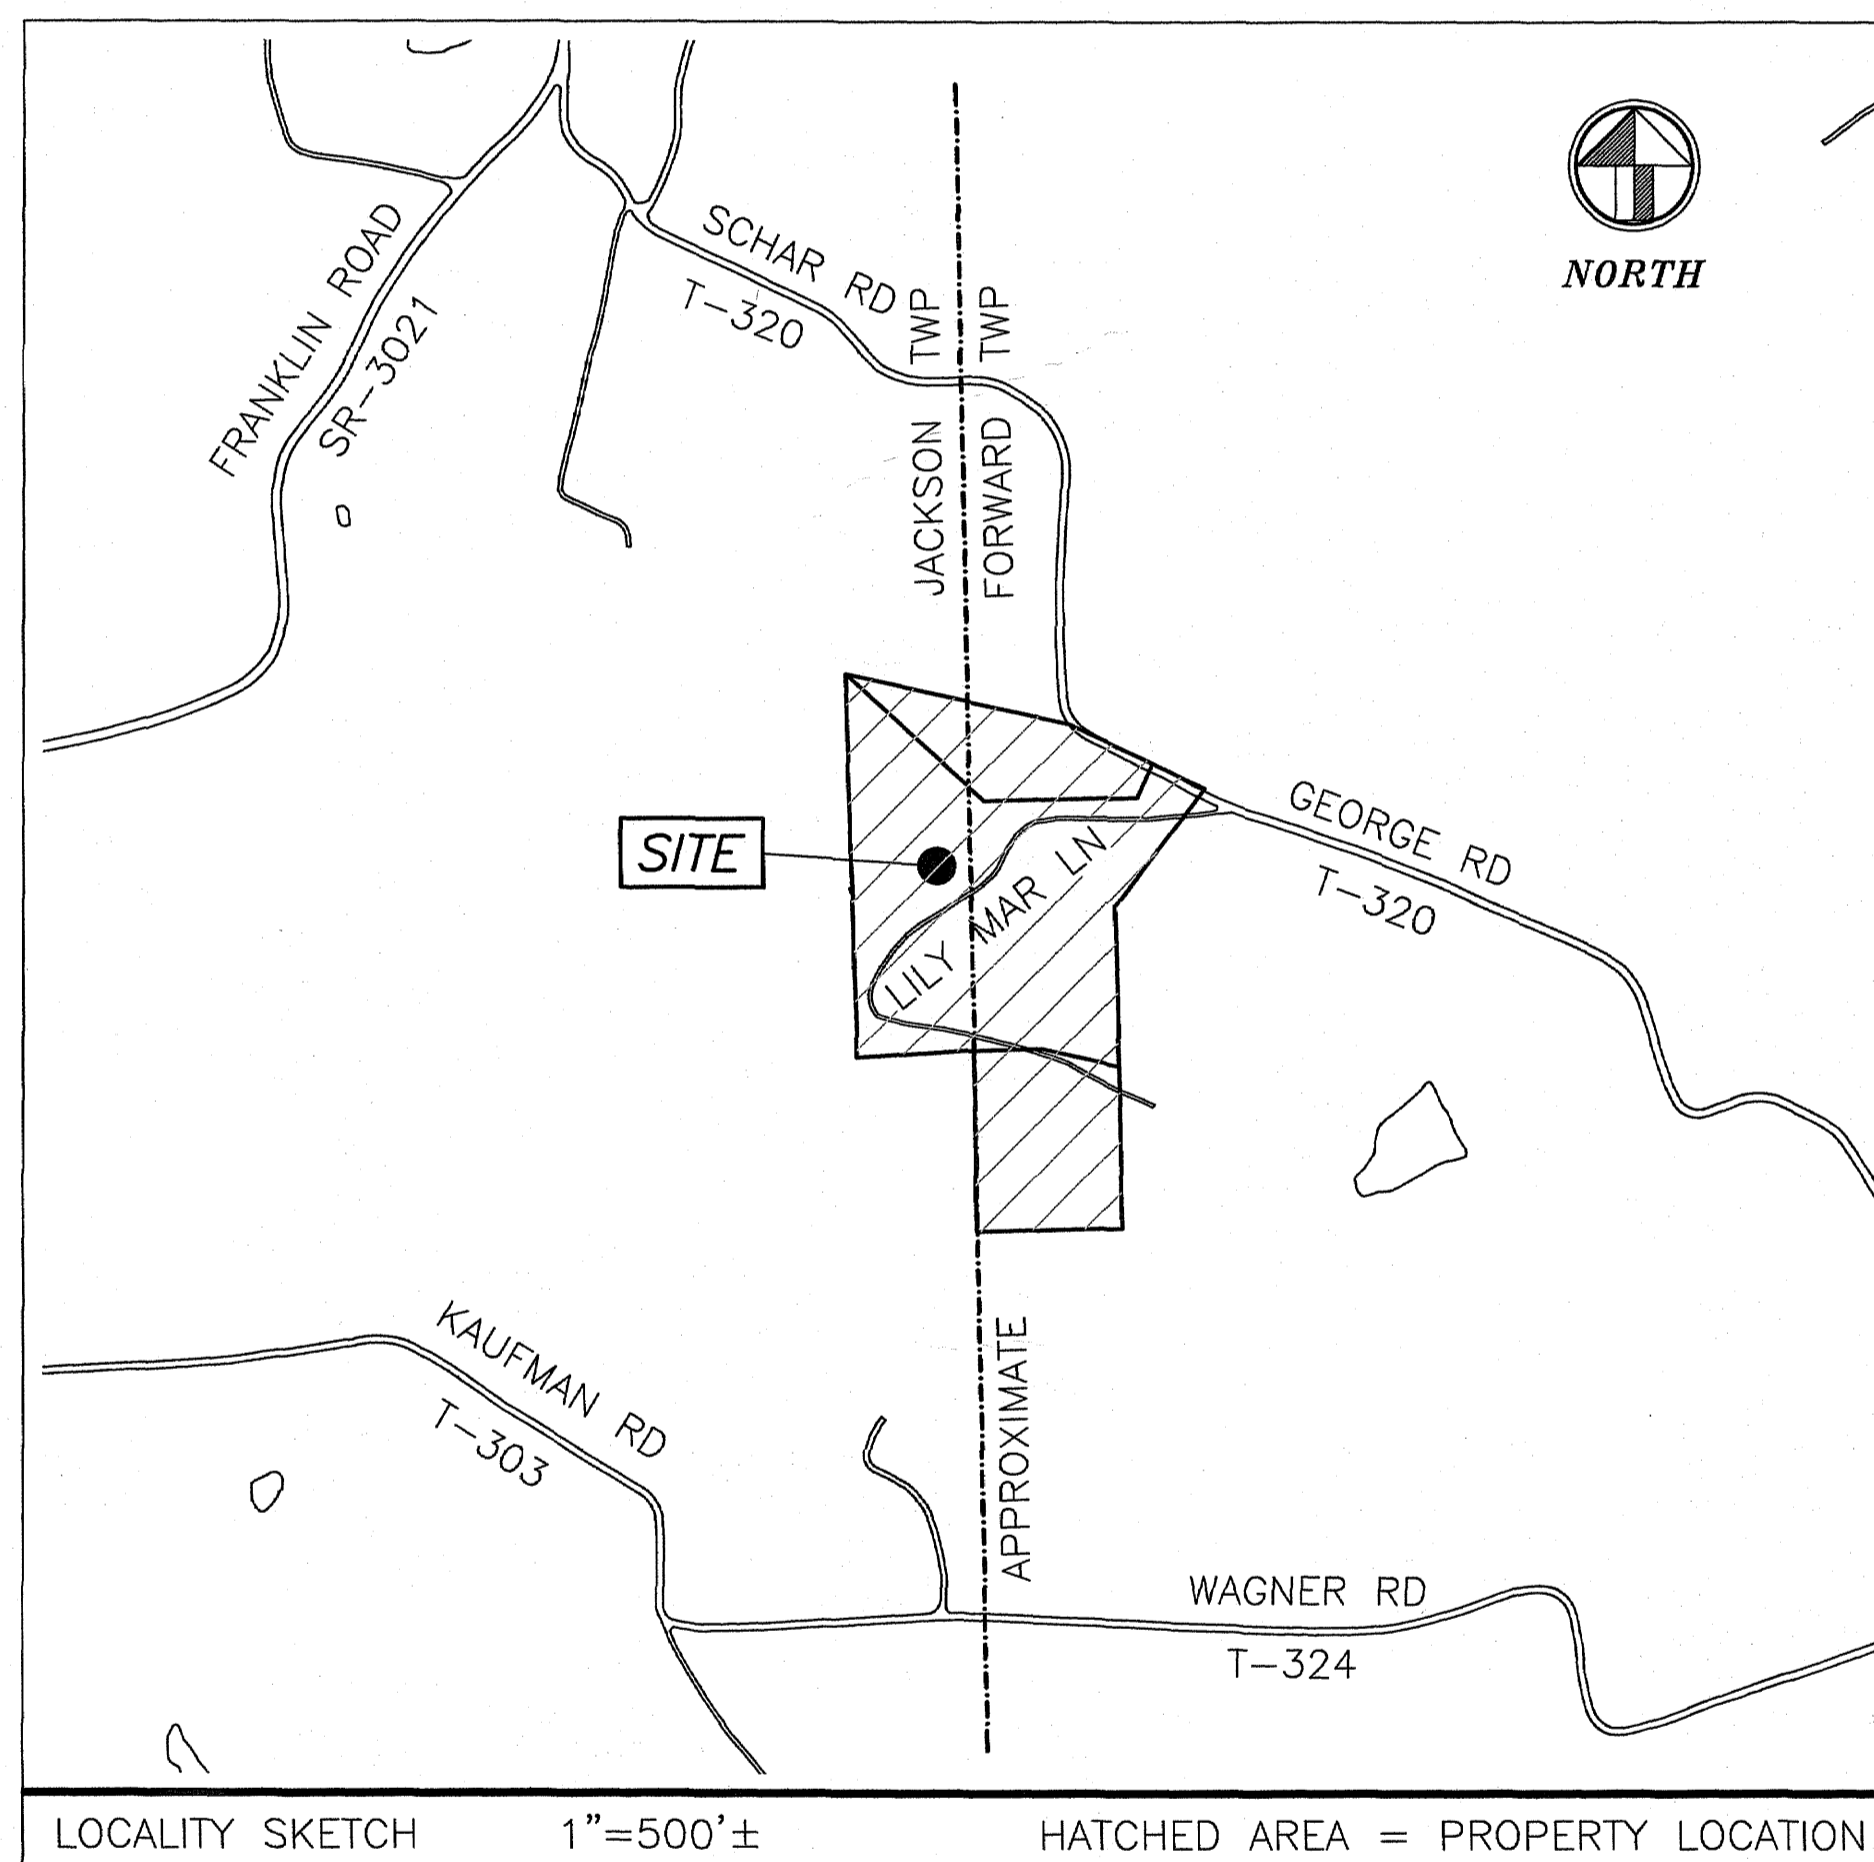 NORTH
FRANKLIN ROAD
SR-3021
SCHAR RD
T-320
JACKSON TWP
FORWARD TWP
SITE
LILY MAR LN
GEORGE RD
T-320
KAUFMAN RD
T-303
APPROXIMATE
WAGNER RD
T-324
LOCALITY SKETCH 1"=500'± HATCHED AREA = PROPERTY LOCATION